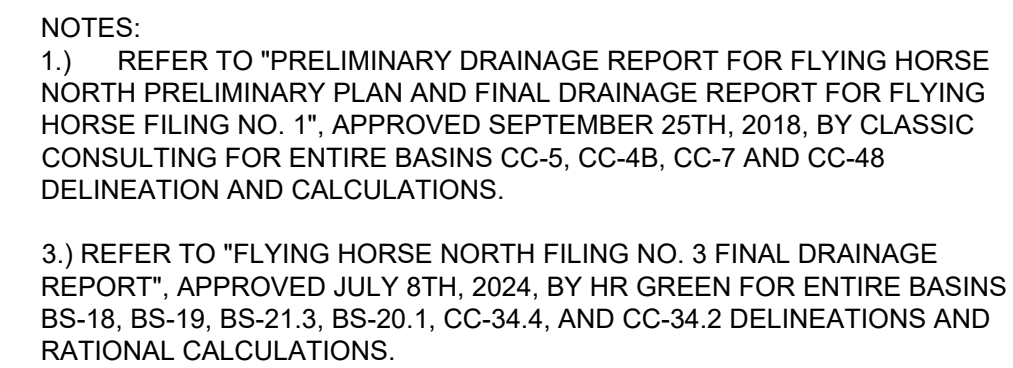 NOTES:
1.) REFER TO "PRELIMINARY DRAINAGE REPORT FOR FLYING HORSE
NORTH PRELIMINARY PLAN AND FINAL DRAINAGE REPORT FOR FLYING
HORSE FILING NO. 1", APPROVED SEPTEMBER 25TH, 2018, BY CLASSIC
CONSULTING FOR ENTIRE BASINS CC-5, CC-4B, CC-7 AND CC-48
DELINEATION AND CALCULATIONS.
3.) REFER TO "FLYING HORSE NORTH FILING NO. 3 FINAL DRAINAGE
REPORT", APPROVED JULY 8TH, 2024, BY HR GREEN FOR ENTIRE BASINS
BS-18, BS-19, BS-21.3, BS-20.1, CC-34.4, AND CC-34.2 DELINEATIONS AND
RATIONAL CALCULATIONS.